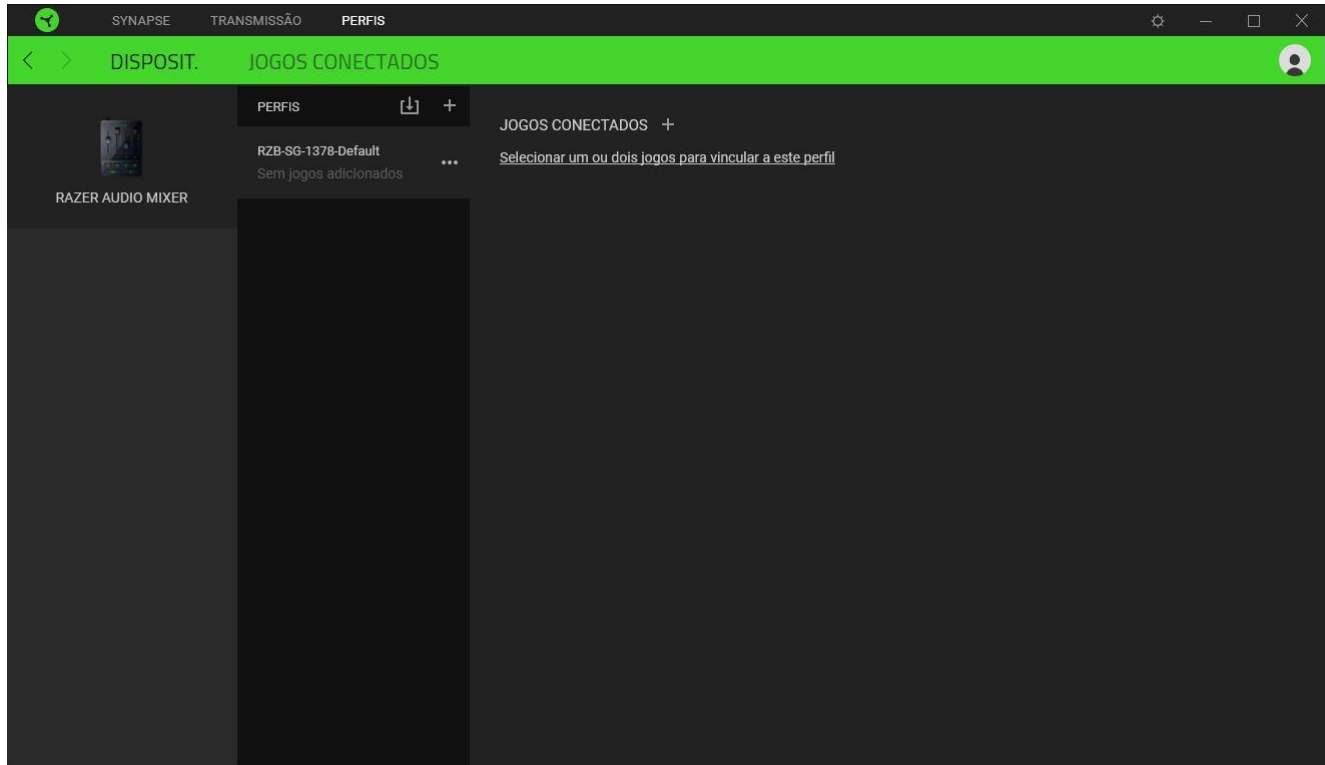 SYNAPSE TRANSMISSÃO PERFIS
DISPOSIT. JOGOS CONECTADOS
RAZER AUDIO MIXER
PERFIS
RZB-SG-1378-Default
Sem jogos adicionados
JOGOS CONECTADOS
Selecionar um ou dois jogos para vincular a este perfil